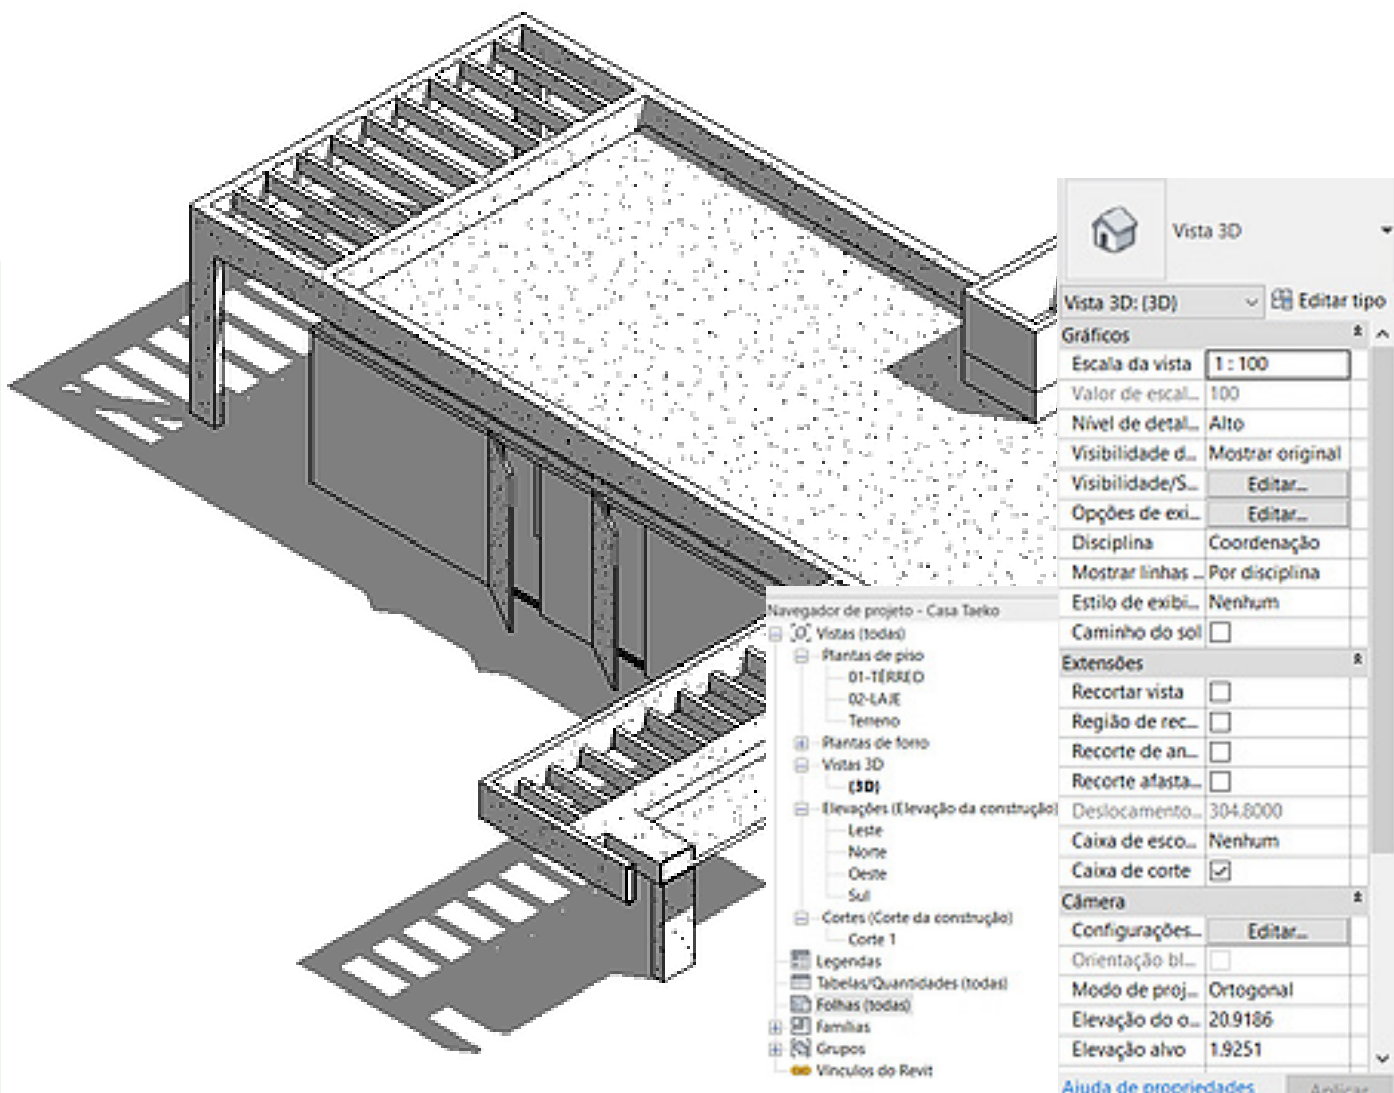 Vista 3D
Vista 3D: {3D}
Editar tipo
Gráficos
Escala da vista 1 : 100
Valor de escal... 100
Nível de detal... Alto
Visibilidade d... Mostrar original
Visibilidade/S... Editar...
Opções de exi... Editar...
Disciplina Coordenação
Mostrar linhas ... Por disciplina
Estilo de exibi... Nenhum
Caminho do sol
Extensões
Recortar vista
Região de rec...
Recorte de an...
Recorte afasta...
Deslocamento... 304.8000
Caixa de esco... Nenhum
Caixa de corte
Câmera
Configurações... Editar...
Orientação bl...
Modo de proj... Ortogonal
Elevação do o... 20.9186
Elevação alvo 1.9251
Ajuda de propriedades
Aplicar
Navegador de projeto - Casa Taeko
Vistas (todas)
Plantas de piso
01-TÉRREO
02-LAJE
Terreno
Plantas de forro
Vistas 3D
{3D}
Elevações (Elevação da construção)
Leste
Norte
Oeste
Sul
Cortes (Corte da construção)
Corte 1
Legendas
Tabelas/Quantidades (todas)
Folhas (todas)
Famílias
Grupos
Vínculos do Revit